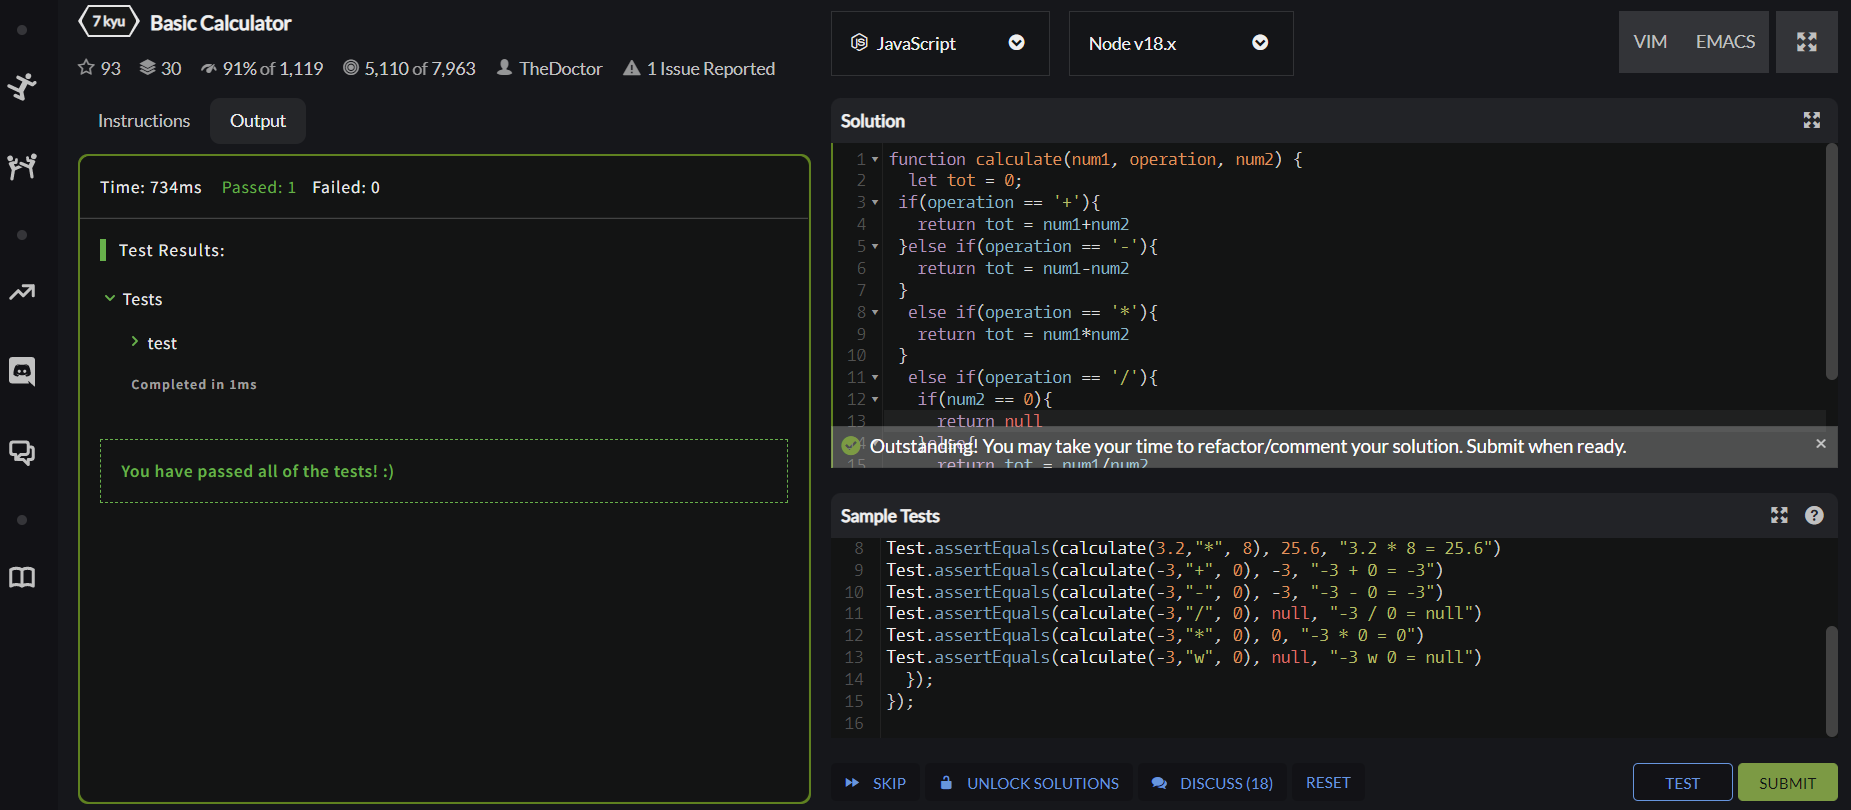 7 kyu Basic Calculator
93 30 91% of 1,119 5,110 of 7,963 TheDoctor 1 Issue Reported
Instructions Output
Time: 734ms Passed: 1 Failed: 0
Test Results:
Tests
test
Completed in 1ms
You have passed all of the tests! :)
JS JavaScript Node v18.x VIM EMACS
Solution
1 function calculate(num1, operation, num2) {
2 let tot = 0;
3 if(operation == '+'){
4 return tot = num1+num2
5 }else if(operation == '-'){
6 return tot = num1-num2
7 }
8 else if(operation == '*'){
9 return tot = num1*num2
10 }
11 else if(operation == '/'){
12 if(num2 == 0){
13 return null
14 }else{
Outstanding! You may take your time to refactor/comment your solution. Submit when ready. ×
15 return tot = num1/num2
Sample Tests ?
8 Test.assertEquals(calculate(3.2,"*", 8), 25.6, "3.2 * 8 = 25.6")
9 Test.assertEquals(calculate(-3,"+", 0), -3, "-3 + 0 = -3")
10 Test.assertEquals(calculate(-3,"-", 0), -3, "-3 - 0 = -3")
11 Test.assertEquals(calculate(-3,"/", 0), null, "-3 / 0 = null")
12 Test.assertEquals(calculate(-3,"*", 0), 0, "-3 * 0 = 0")
13 Test.assertEquals(calculate(-3,"w", 0), null, "-3 w 0 = null")
14 });
15 });
16
SKIP UNLOCK SOLUTIONS DISCUSS (18) RESET TEST SUBMIT